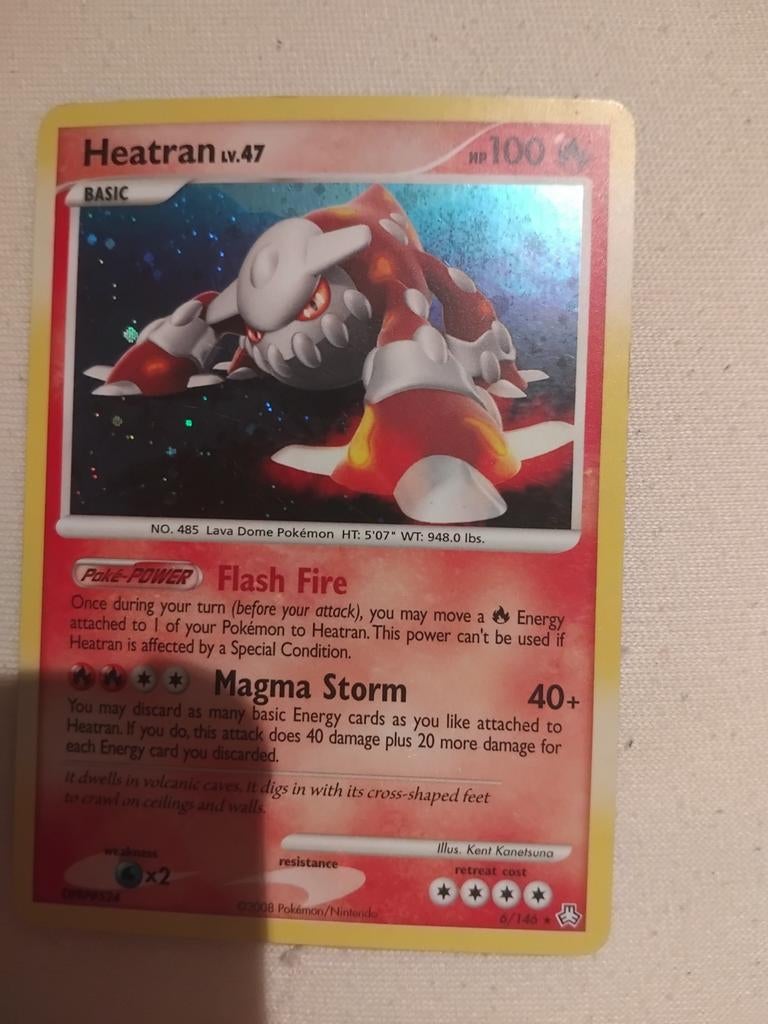 Heatran LV.47 HP 100
BASIC
NO. 485 Lava Dome Pokémon HT: 5'07" WT: 948.0 lbs.
Poké-POWER Flash Fire
Once during your turn (before your attack), you may move a Energy
attached to 1 of your Pokémon to Heatran. This power can't be used if
Heatran is affected by a Special Condition.
Magma Storm 40+
You may discard as many basic Energy cards as you like attached to
Heatran. If you do, this attack does 40 damage plus 20 more damage for
each Energy card you discarded.
It dwells in volcanic caves. It digs in with its cross-shaped feet
to crawl on ceilings and walls.
Illus. Kent Kanetsuna
weakness resistance retreat cost
x2
©2008 Pokémon/Nintendo 6/146